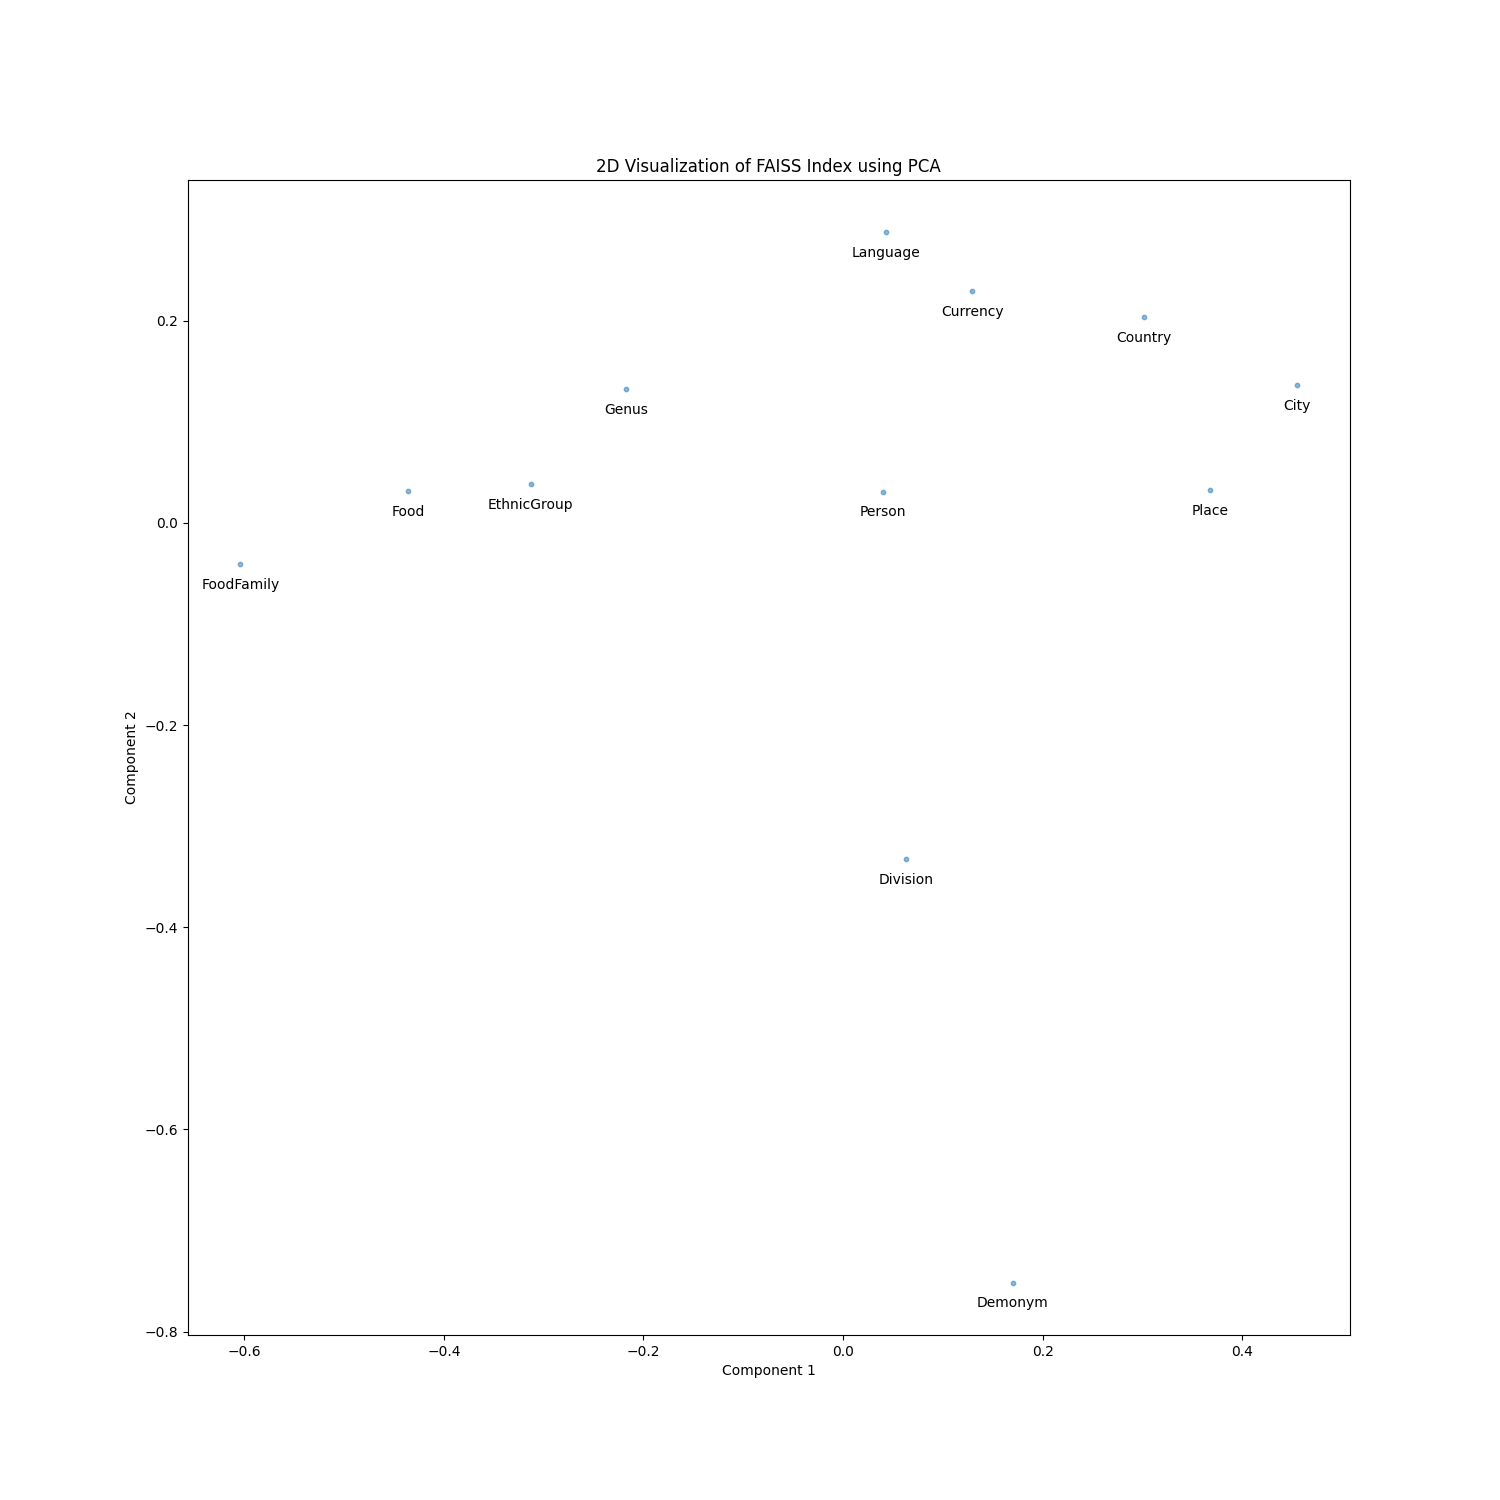 2D Visualization of FAISS Index using PCA
Language
Currency
Country
City
Genus
Food
EthnicGroup
Person
Place
FoodFamily
Division
Demonym
0.2
0.0
−0.2
−0.4
−0.6
−0.8
Component 2
−0.6
−0.4
−0.2
0.0
0.2
0.4
Component 1